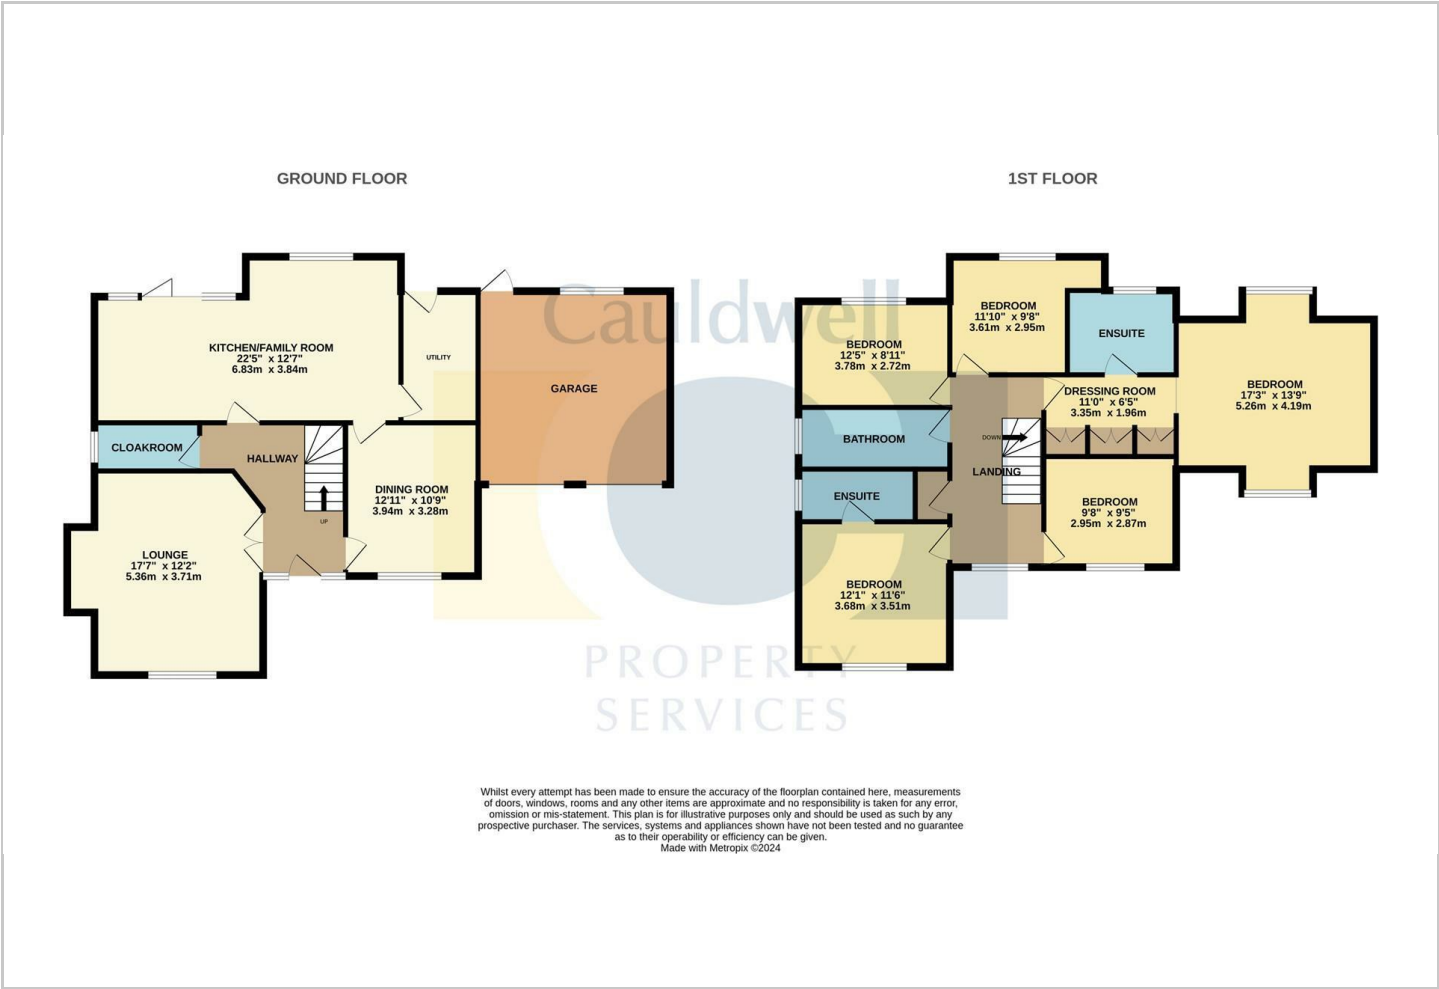 GROUND FLOOR
KITCHEN/FAMILY ROOM
22'5" x 12'7"
6.83m x 3.84m
UTILITY
GARAGE
CLOAKROOM
HALLWAY
UP
DINING ROOM
12'11" x 10'9"
3.94m x 3.28m
LOUNGE
17'7" x 12'2"
5.36m x 3.71m
1ST FLOOR
BEDROOM
11'10" x 9'8"
3.61m x 2.95m
ENSUITE
BEDROOM
12'5" x 8'11"
3.78m x 2.72m
DRESSING ROOM
11'0" x 6'5"
3.35m x 1.96m
BEDROOM
17'3" x 13'9"
5.26m x 4.19m
BATHROOM
DOWN
LANDING
ENSUITE
BEDROOM
9'8" x 9'5"
2.95m x 2.87m
BEDROOM
12'1" x 11'6"
3.68m x 3.51m
Cauldwell
PROPERTY
SERVICES
Whilst every attempt has been made to ensure the accuracy of the floorplan contained here, measurements
of doors, windows, rooms and any other items are approximate and no responsibility is taken for any error,
omission or mis-statement. This plan is for illustrative purposes only and should be used as such by any
prospective purchaser. The services, systems and appliances shown have not been tested and no guarantee
as to their operability or efficiency can be given.
Made with Metropix ©2024